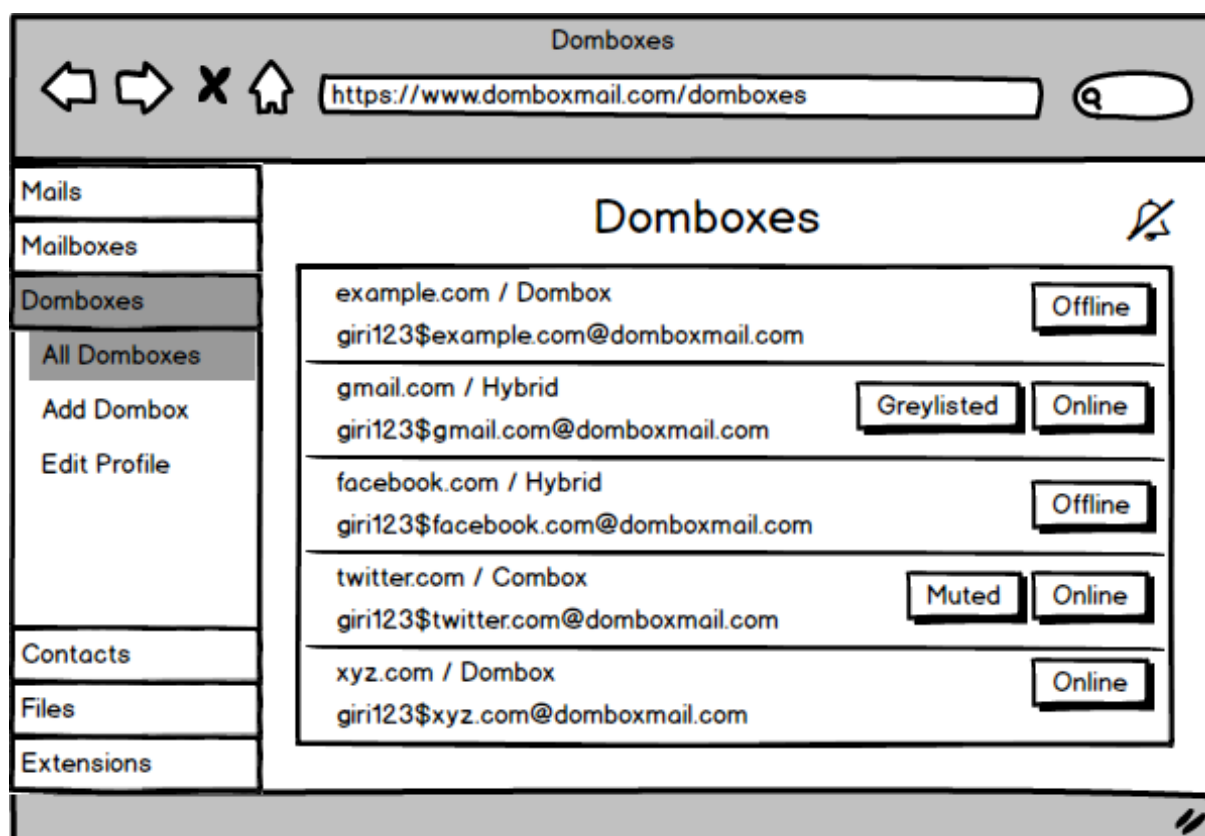 Domboxes
https://www.domboxmail.com/domboxes
Mails
Mailboxes
Domboxes
All Domboxes
Add Dombox
Edit Profile
Contacts
Files
Extensions
Domboxes
example.com / Dombox
giri123$example.com@domboxmail.com
Offline
gmail.com / Hybrid
giri123$gmail.com@domboxmail.com
Greylisted
Online
facebook.com / Hybrid
giri123$facebook.com@domboxmail.com
Offline
twitter.com / Combox
giri123$twitter.com@domboxmail.com
Muted
Online
xyz.com / Dombox
giri123$xyz.com@domboxmail.com
Online